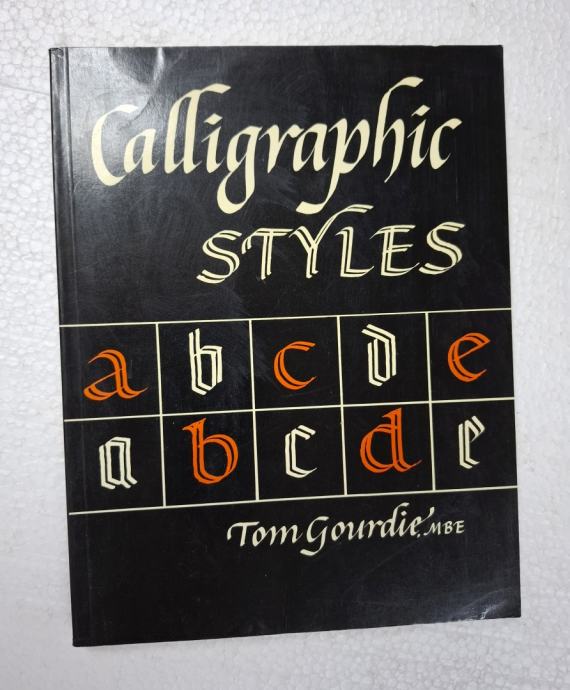 Calligraphic
STYLES
a b c d e
a b c d e
Tom Gourdie, MBE